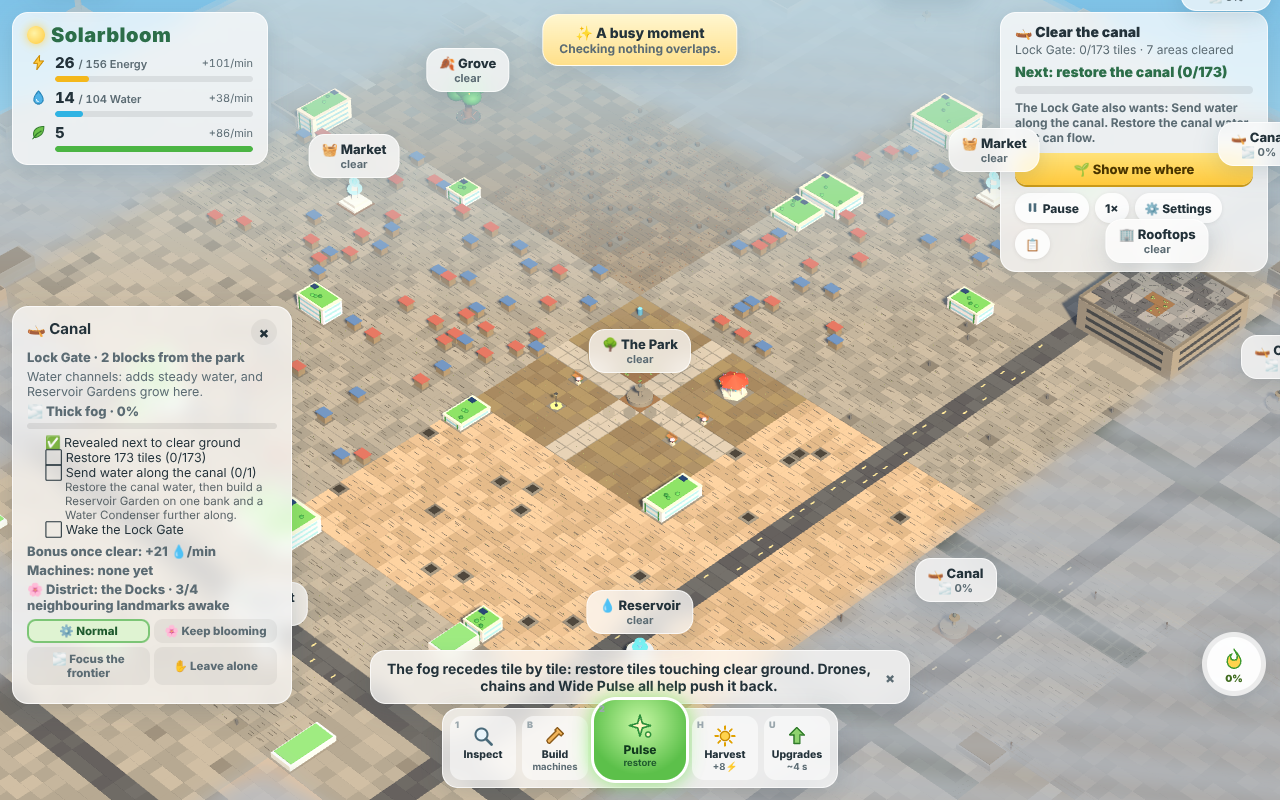 Solarbloom
26 / 156 Energy +101/min
14 / 104 Water +38/min
5 +86/min
✨ A busy moment
Checking nothing overlaps.
Clear the canal
Lock Gate: 0/173 tiles · 7 areas cleared
Next: restore the canal (0/173)
The Lock Gate also wants: Send water
along the canal. Restore the canal water
can flow.
Show me where
Pause
1×
Settings
Rooftops
clear
Grove
clear
Market
clear
Market
clear
Cana
0%
The Park
clear
Canal
Lock Gate · 2 blocks from the park
Water channels: adds steady water, and
Reservoir Gardens grow here.
Thick fog · 0%
✅ Revealed next to clear ground
Restore 173 tiles (0/173)
Send water along the canal (0/1)
Restore the canal water, then build a
Reservoir Garden on one bank and a
Water Condenser further along.
Wake the Lock Gate
Bonus once clear: +21 💧/min
Machines: none yet
District: the Docks · 3/4
neighbouring landmarks awake
Normal
Keep blooming
Focus the
frontier
Leave alone
Canal
0%
Reservoir
clear
The fog recedes tile by tile: restore tiles touching clear ground. Drones,
chains and Wide Pulse all help push it back.
1
Inspect
B
Build
machines
Pulse
restore
H
Harvest
+8⚡
U
Upgrades
~4 s
0%